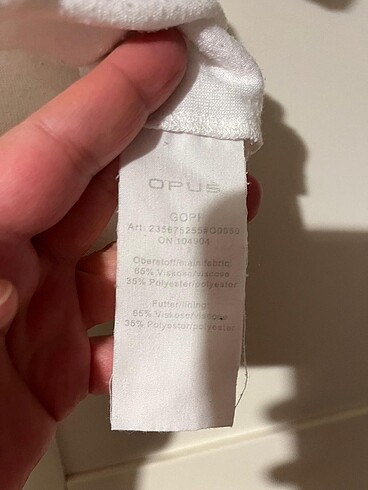 OPUS
GOPI
Art: 235675255#Q0050
ON 104904
Oberstoff/main fabric:
65% Viskose/viscose
35% Polyester/polyester
Futter/lining:
65% Viskose/viscose
35% Polyester/polyester